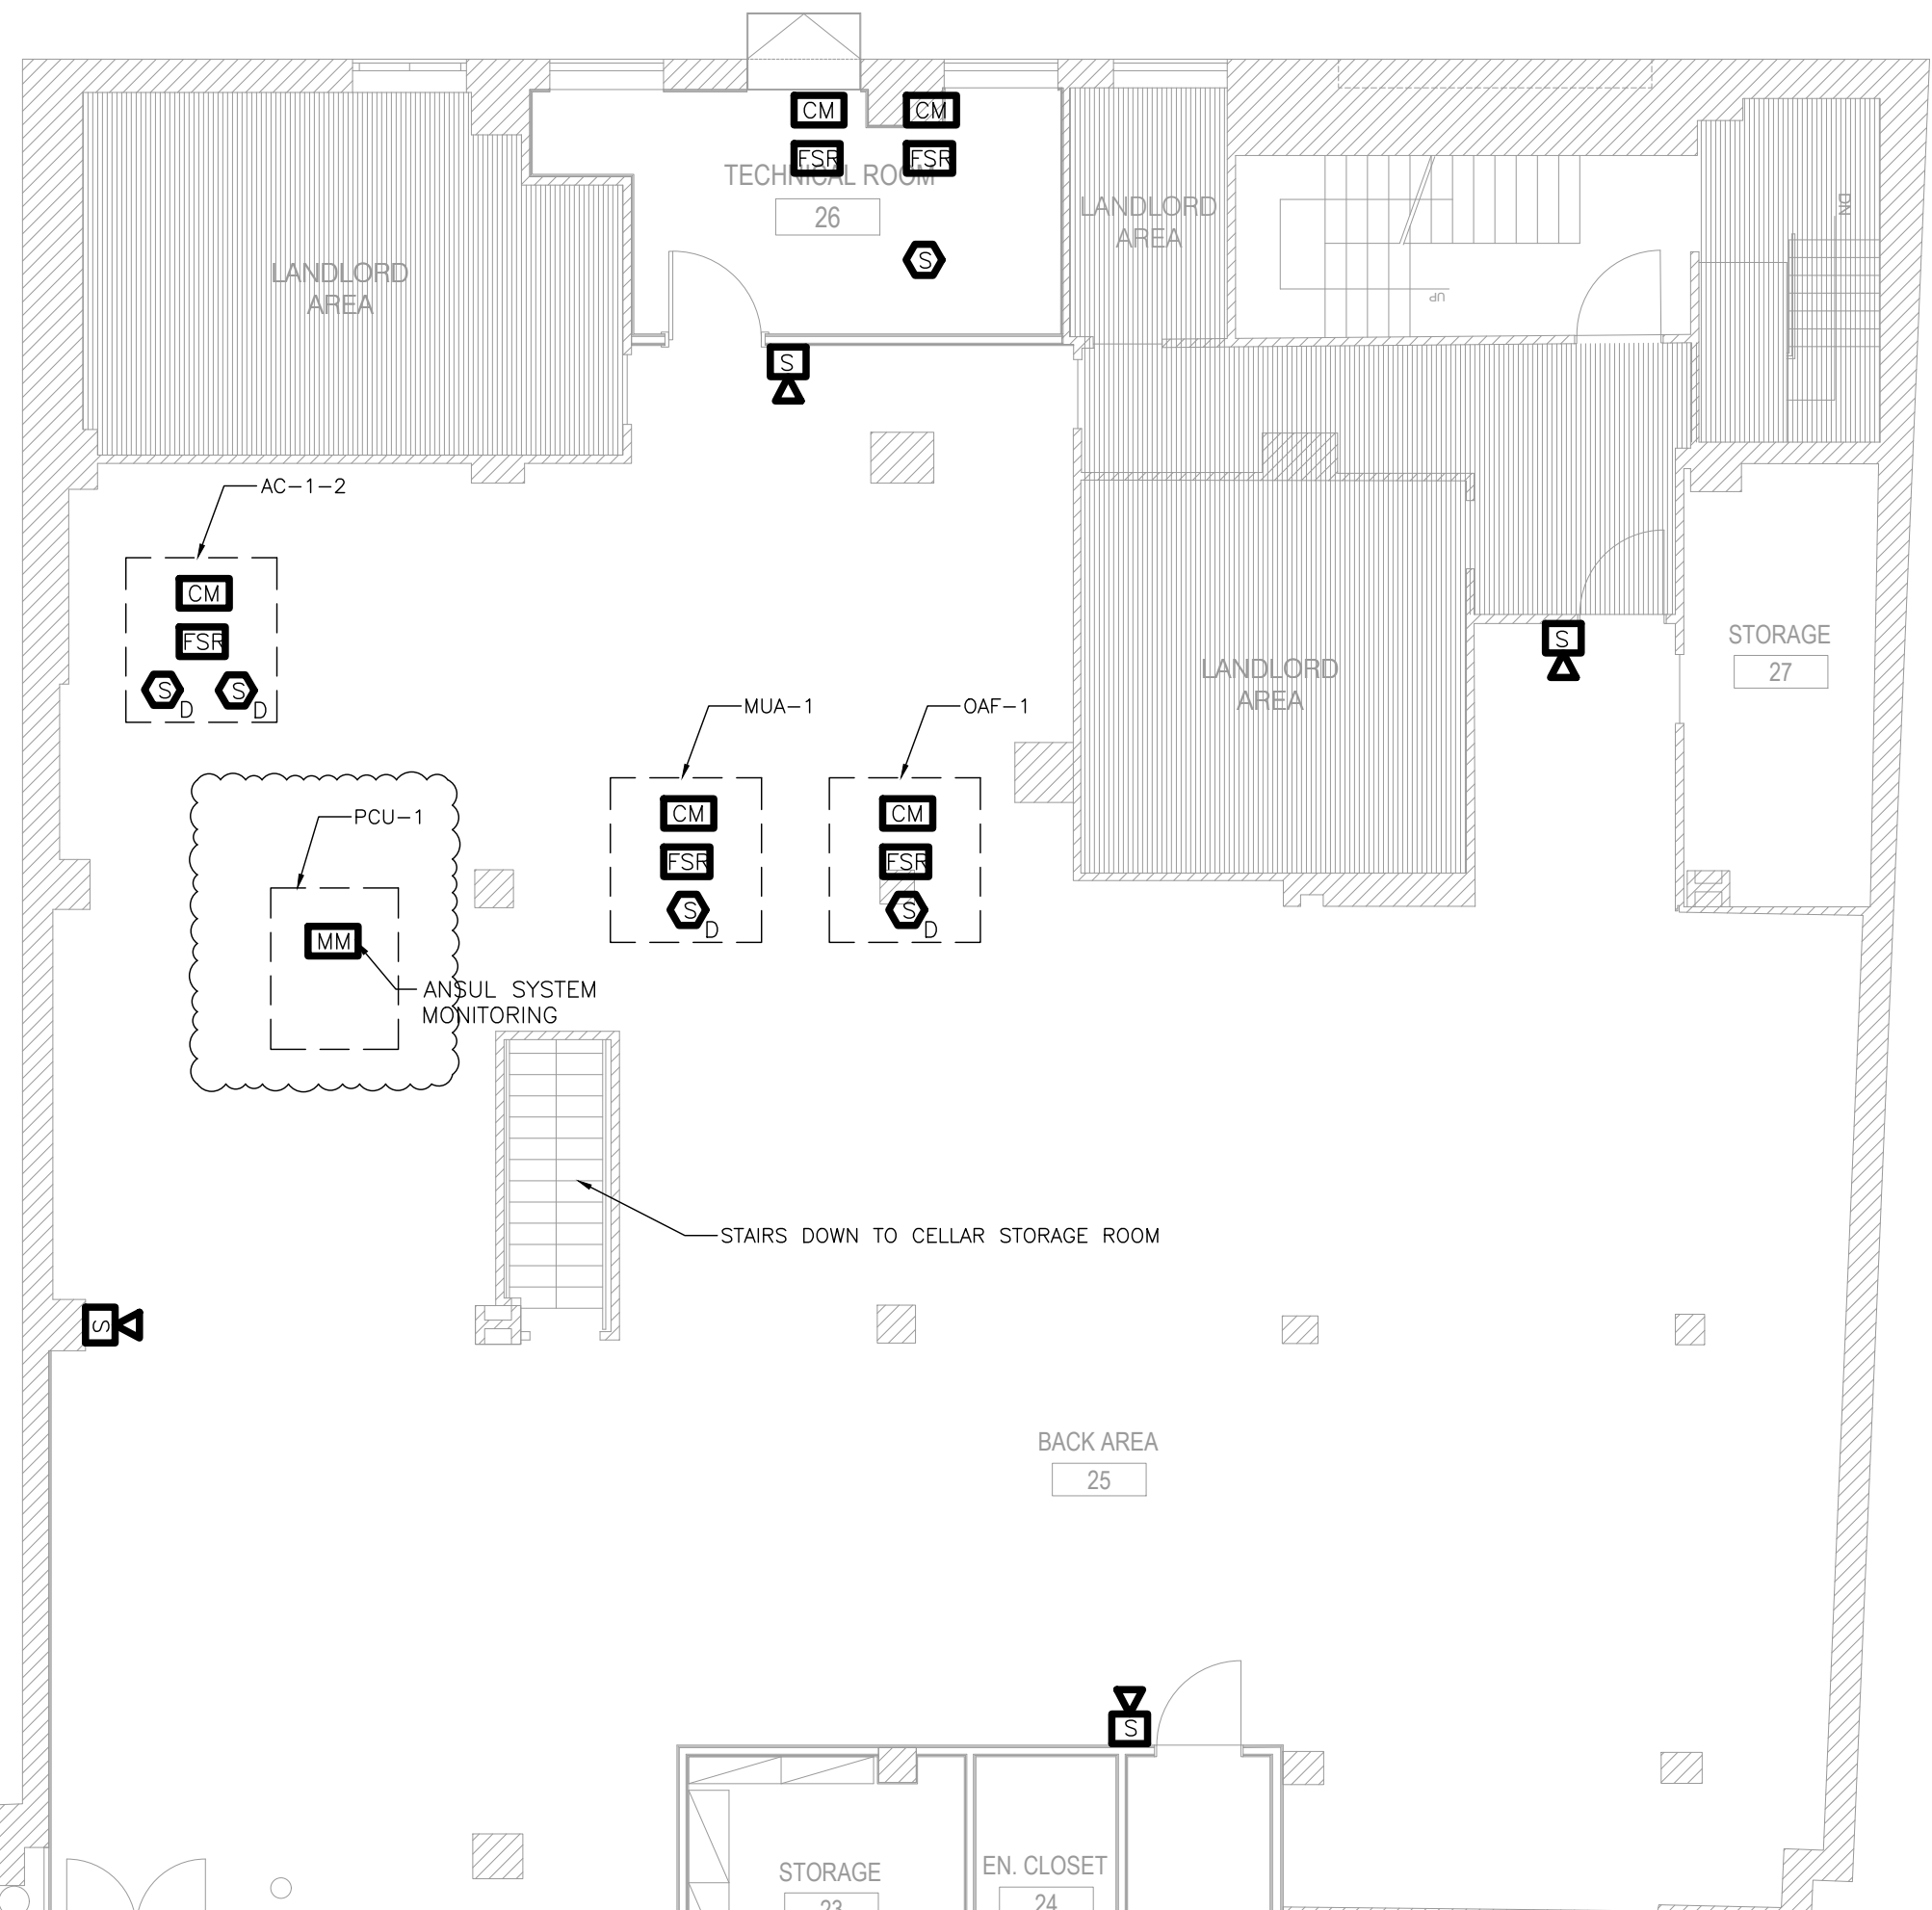 CM
CM
FSR
FSR
TECHNICAL ROOM
26
S
LANDLORD
AREA
LANDLORD
AREA
DN
UP
S
AC-1-2
CM
FSR
S
D
S
D
S
STORAGE
27
LANDLORD
AREA
MUA-1
OAF-1
CM
FSR
S
D
CM
FSR
S
D
PCU-1
MM
ANSUL SYSTEM
MONITORING
STAIRS DOWN TO CELLAR STORAGE ROOM
S
BACK AREA
25
S
STORAGE
23
EN. CLOSET
24